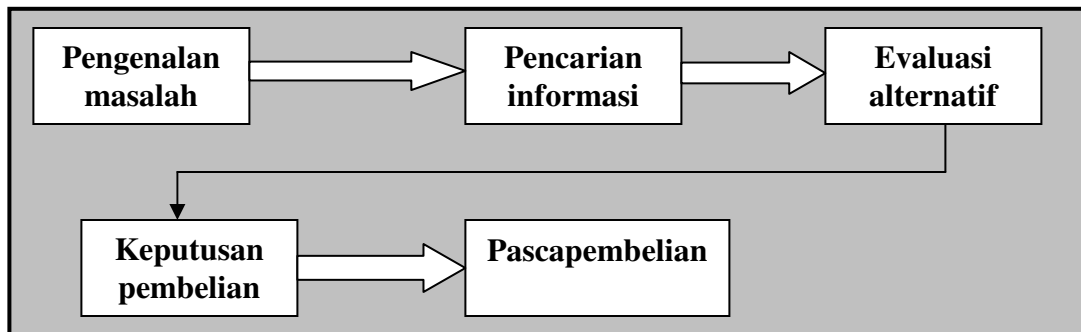 Pengenalan
masalah
Pencarian
informasi
Evaluasi
alternatif
Keputusan
pembelian
Pascapembelian